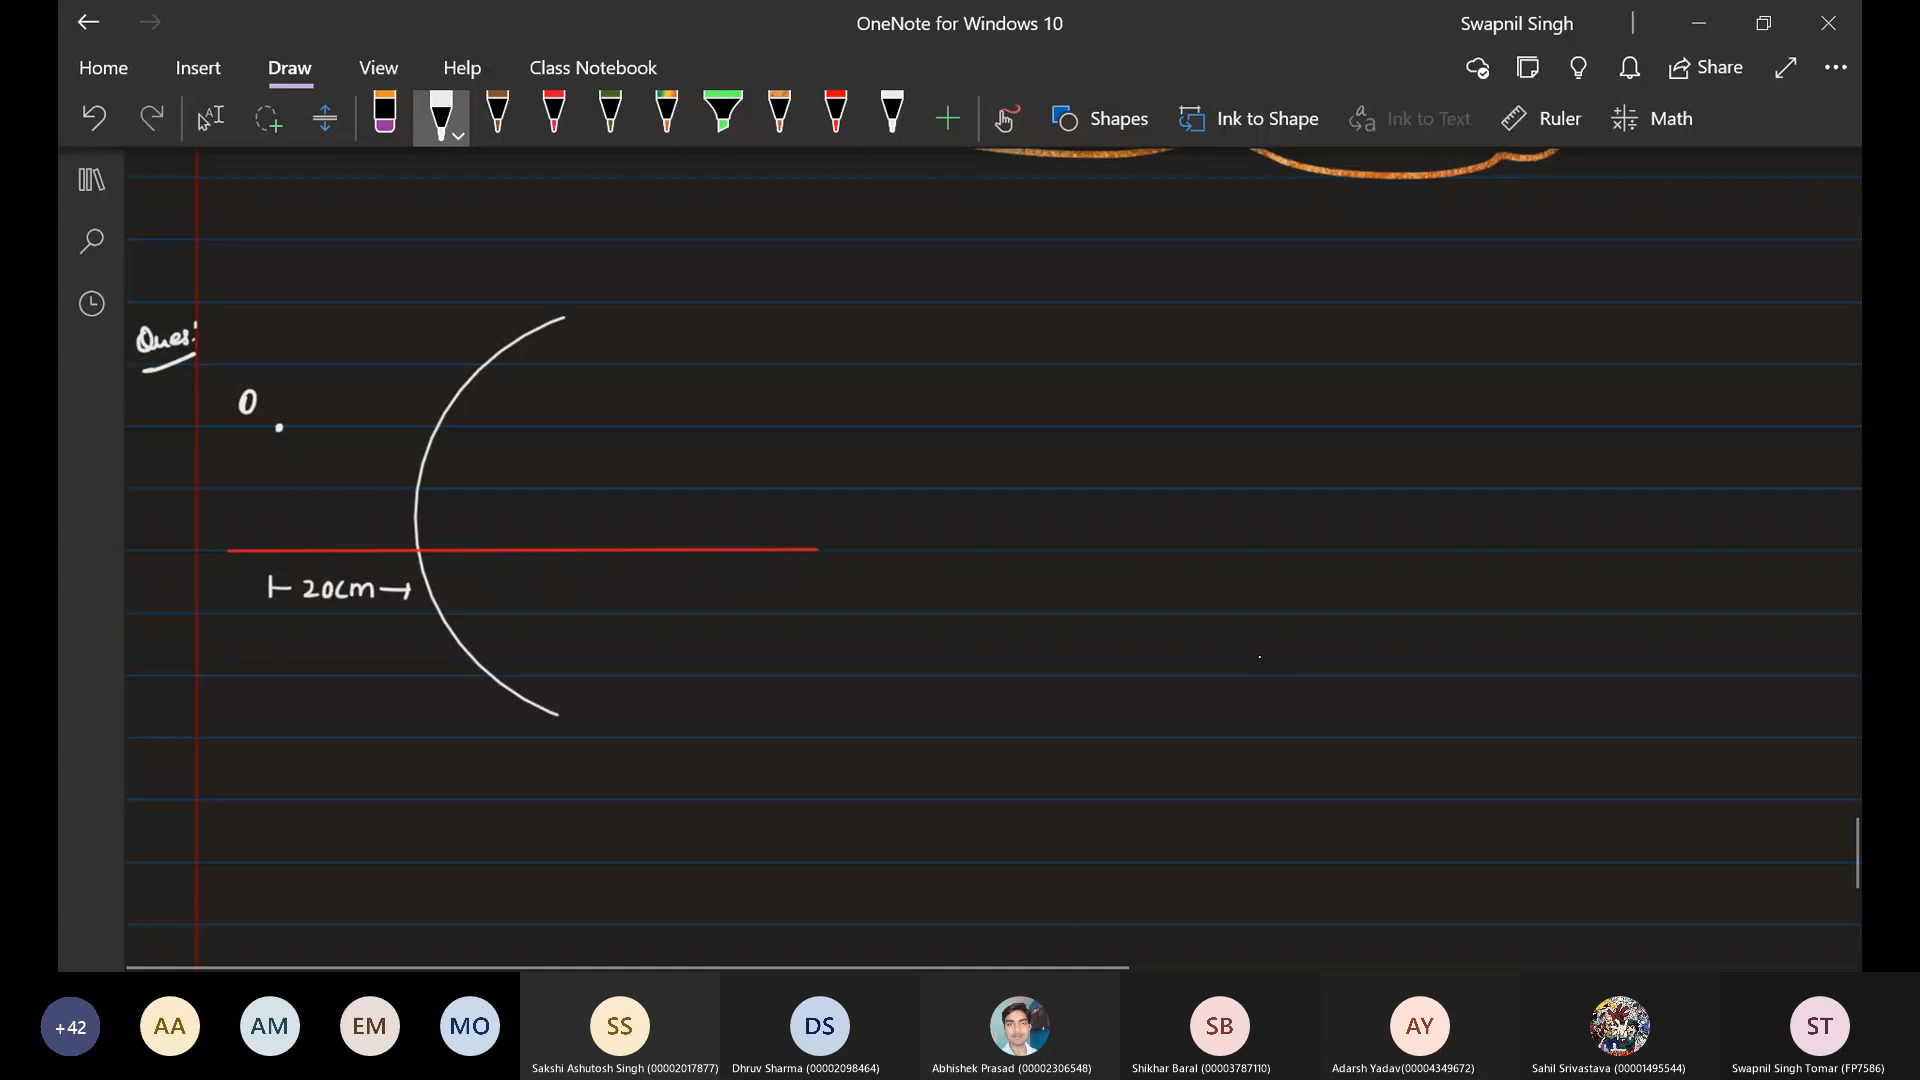 OneNote for Windows 10
Swapnil Singh
Home Insert Draw View Help Class Notebook
Share
Shapes
Ink to Shape
Ink to Text
Ruler
Math
Ques:
O
20cm
+42
AA
AM
EM
MO
SS
DS
SB
AY
ST
Sakshi Ashutosh Singh (00002017877)
Dhruv Sharma (00002098464)
Abhishek Prasad (00002306548)
Shikhar Baral (00003787110)
Adarsh Yadav(00004349672)
Sahil Srivastava (00001495544)
Swapnil Singh Tomar (FP7586)